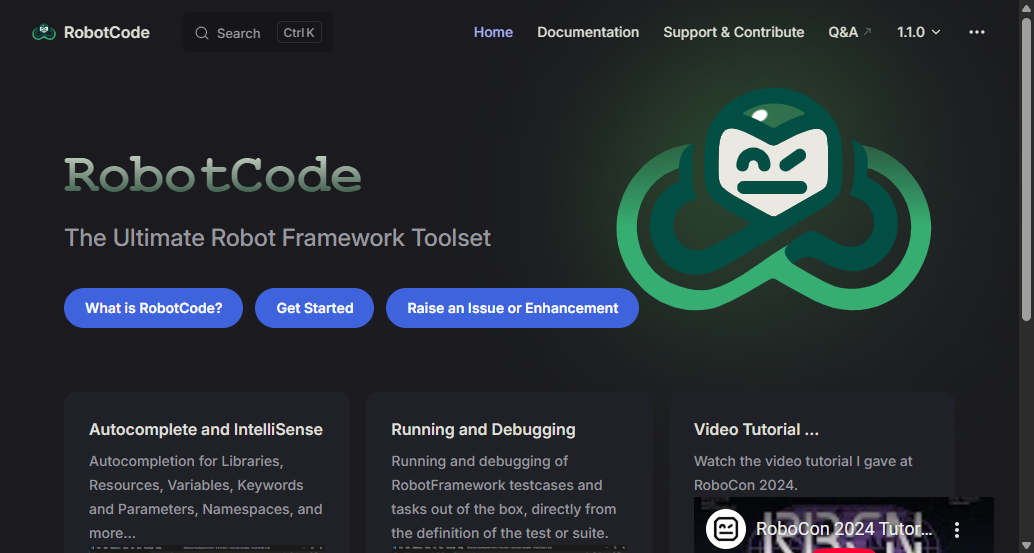 RobotCode
Search
Ctrl K
Home
Documentation
Support & Contribute
Q&A
1.1.0
RobotCode
The Ultimate Robot Framework Toolset
What is RobotCode?
Get Started
Raise an Issue or Enhancement
Autocomplete and IntelliSense
Autocompletion for Libraries,
Resources, Variables, Keywords
and Parameters, Namespaces, and
more...
Running and Debugging
Running and debugging of
RobotFramework testcases and
tasks out of the box, directly from
the definition of the test or suite.
Video Tutorial ...
Watch the video tutorial I gave at
RoboCon 2024.
RoboCon 2024 Tutor...